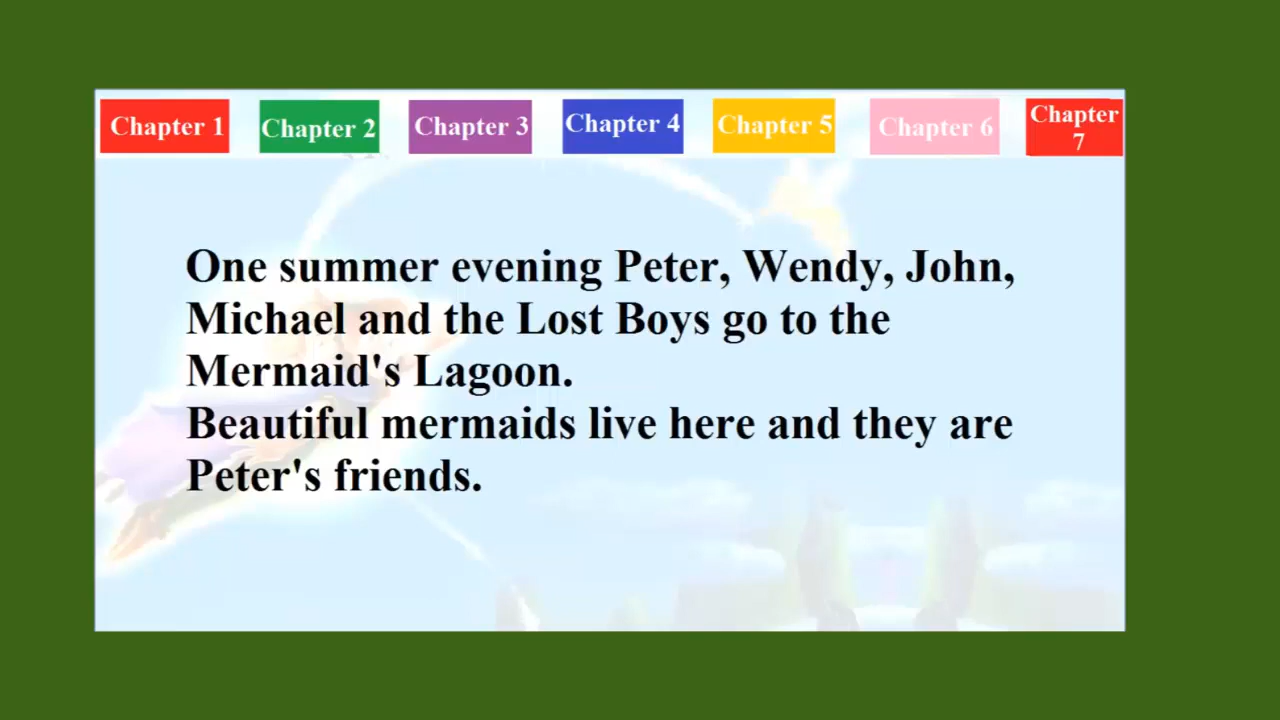 Chapter 1
Chapter 2
Chapter 3
Chapter 4
Chapter 5
Chapter 6
Chapter
7
One summer evening Peter, Wendy, John,
Michael and the Lost Boys go to the
Mermaid's Lagoon.
Beautiful mermaids live here and they are
Peter's friends.